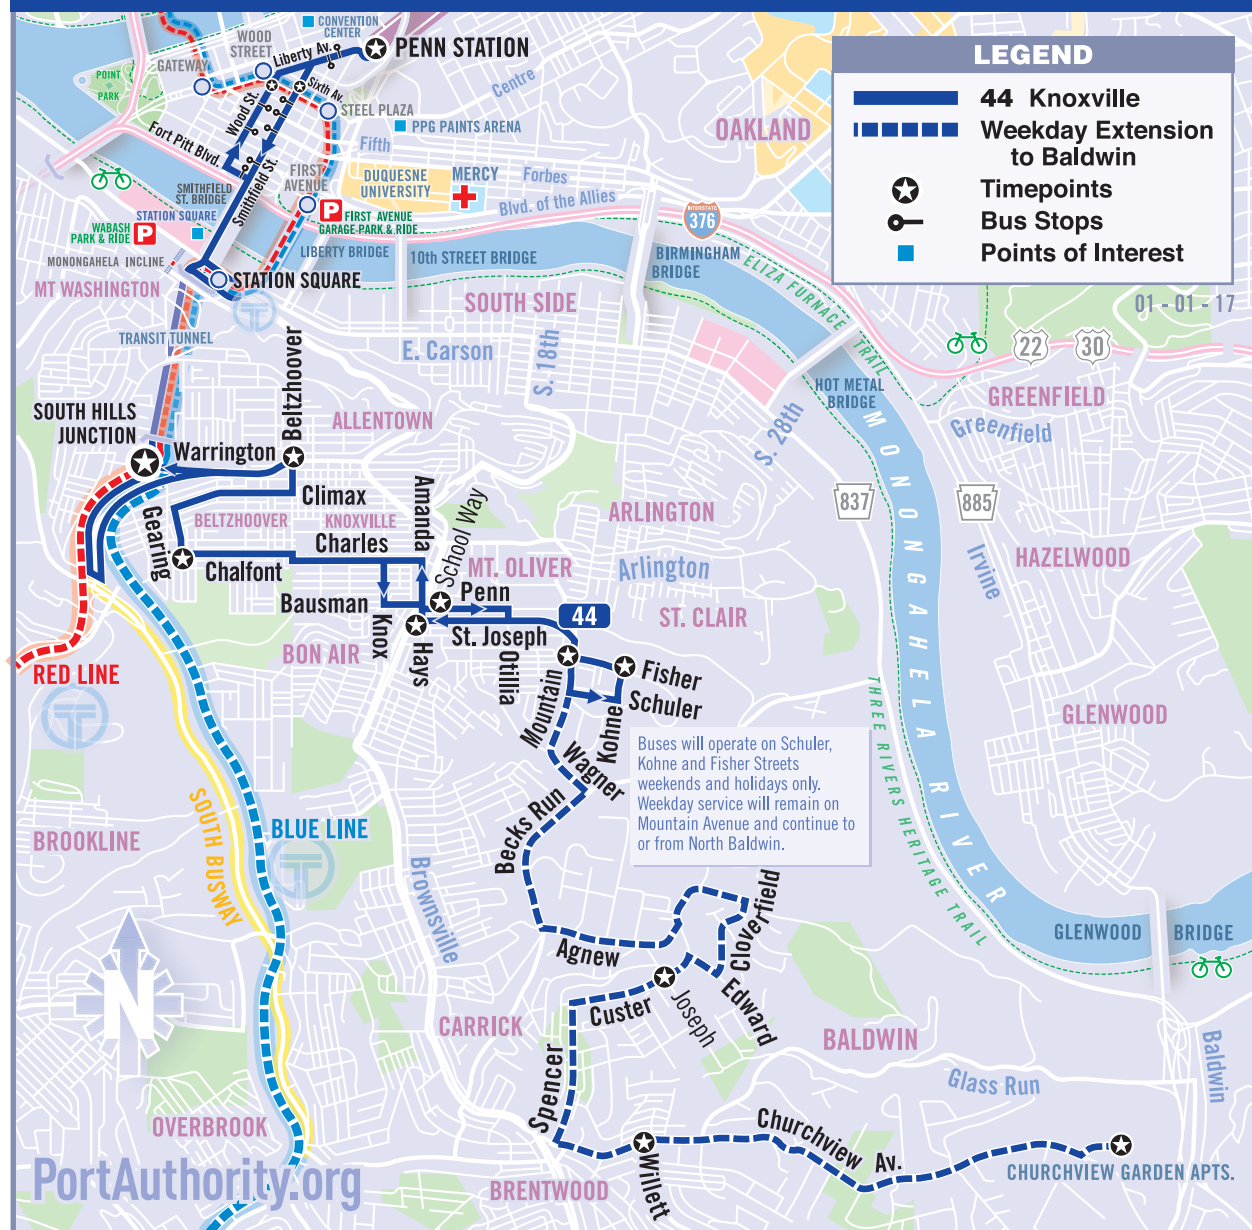 CONVENTION
CENTER
WOOD
STREET
Liberty Av.
PENN STATION
GATEWAY
POINT
PARK
Sixth Av.
Centre
Wood St.
STEEL PLAZA
PPG PAINTS ARENA
Fort Pitt Blvd.
Fifth
OAKLAND
LEGEND
44 Knoxville
Weekday Extension
to Baldwin
Timepoints
Bus Stops
Points of Interest
01 - 01 - 17
FIRST
AVENUE
DUQUESNE
UNIVERSITY
MERCY
Forbes
Blvd. of the Allies
SMITHFIELD
ST. BRIDGE
Smithfield St.
STATION SQUARE
P
FIRST AVENUE
GARAGE PARK & RIDE
INTERSTATE
376
WABASH
PARK & RIDE
P
MONONGAHELA INCLINE
LIBERTY BRIDGE
10th STREET BRIDGE
BIRMINGHAM
BRIDGE
ELIZA FURNACE TRAIL
MT WASHINGTON
STATION SQUARE
T
SOUTH SIDE
TRANSIT TUNNEL
E. Carson
S. 18th
22
30
HOT METAL
BRIDGE
GREENFIELD
Greenfield
SOUTH HILLS
JUNCTION
Beltzhoover
ALLENTOWN
S. 28th
MONONGAHELA RIVER
Warrington
Climax
Amanda
School Way
837
885
Gearing
BELTZHOOVER
KNOXVILLE
ARLINGTON
Charles
Irvine
HAZELWOOD
Chalfont
MT. OLIVER
Arlington
Bausman
Penn
44
ST. CLAIR
Knox
St. Joseph
BON AIR
Hays
Ottillia
Fisher
RED LINE
T
Mountain
Schuler
Kohne
THREE RIVERS HERITAGE TRAIL
GLENWOOD
Buses will operate on Schuler,
Kohne and Fisher Streets
weekends and holidays only.
Weekday service will remain on
Mountain Avenue and continue to
or from North Baldwin.
Wagner
Becks Run
SOUTH BUSWAY
BLUE LINE
T
BROOKLINE
Brownsville
Cloverfield
Agnew
GLENWOOD BRIDGE
N
Custer
Joseph
Edward
CARRICK
BALDWIN
Baldwin
Spencer
Glass Run
OVERBROOK
Churchview Av.
Willett
CHURCHVIEW GARDEN APTS.
PortAuthority.org
BRENTWOOD